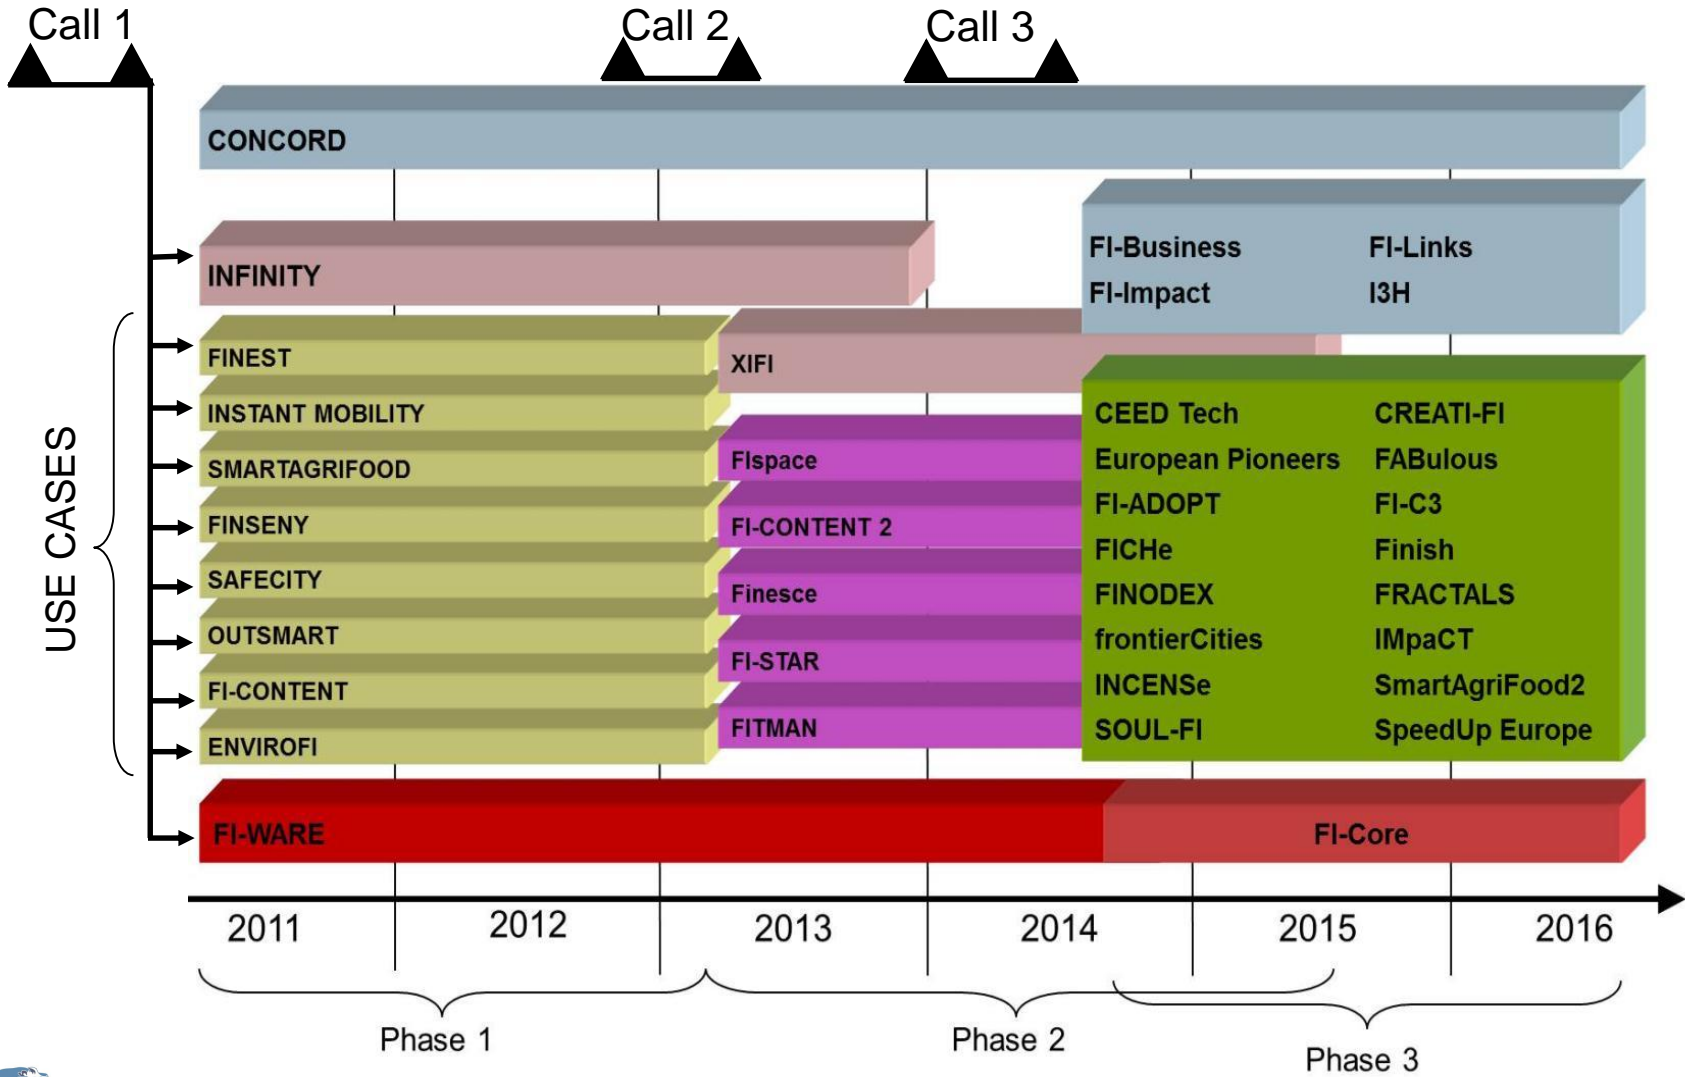 Call 1
Call 2
Call 3
CONCORD
INFINITY
FI-Business
FI-Links
FI-Impact
I3H
USE CASES
FINEST
INSTANT MOBILITY
SMARTAGRIFOOD
FINSENY
SAFECITY
OUTSMART
FI-CONTENT
ENVIROFI
XIFI
FIspace
FI-CONTENT 2
Finesce
FI-STAR
FITMAN
CEED Tech
European Pioneers
FI-ADOPT
FICHe
FINODEX
frontierCities
INCENSe
SOUL-FI
CREATI-FI
FABulous
FI-C3
Finish
FRACTALS
IMpaCT
SmartAgriFood2
SpeedUp Europe
FI-WARE
FI-Core
2011
2012
2013
2014
2015
2016
Phase 1
Phase 2
Phase 3